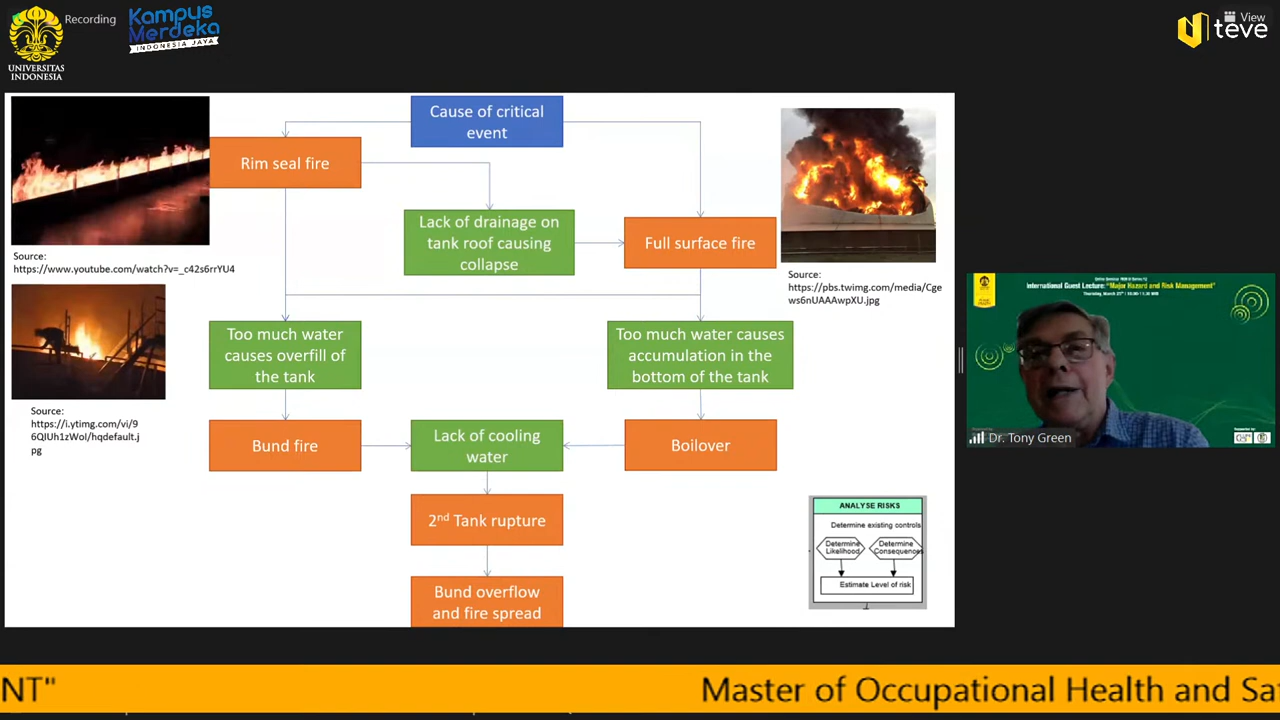 Recording
Kampus
Merdeka
INDONESIA JAYA
UNIVERSITAS
INDONESIA
View
teve
Cause of critical
event
Rim seal fire
Lack of drainage on
tank roof causing
collapse
Full surface fire
Source:
https://www.youtube.com/watch?v=_c42s6rrYU4
Source:
https://pbs.twimg.com/media/Cge
ws6nUAAAwpXU.jpg
Too much water
causes overfill of
the tank
Too much water causes
accumulation in the
bottom of the tank
Source:
https://i.ytimg.com/vi/9
6QIUh1zWoI/hqdefault.j
pg
Bund fire
Lack of cooling
water
Boilover
2nd Tank rupture
Bund overflow
and fire spread
ANALYSE RISKS
Determine existing controls
Determine
Likelihood
Determine
Consequences
Estimate Level of risk
International Guest Lecture: "Major Hazard and Risk Management"
Dr. Tony Green
NT"
Master of Occupational Health and Sa